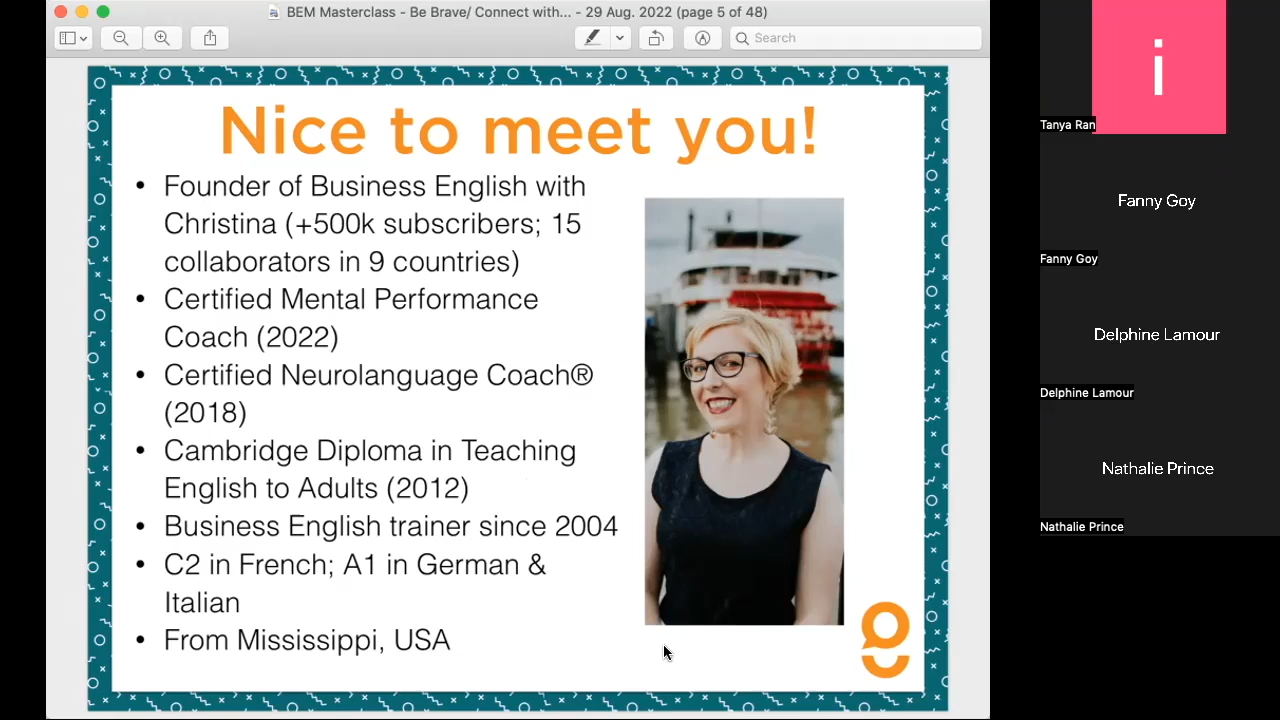 BEM Masterclass - Be Brave/ Connect with... - 29 Aug. 2022 (page 5 of 48)
Search
Nice to meet you!
• Founder of Business English with
Christina (+500k subscribers; 15
collaborators in 9 countries)
• Certified Mental Performance
Coach (2022)
• Certified Neurolanguage Coach®
(2018)
• Cambridge Diploma in Teaching
English to Adults (2012)
• Business English trainer since 2004
• C2 in French; A1 in German &
Italian
• From Mississippi, USA
i
Tanya Ran
Fanny Goy
Fanny Goy
Delphine Lamour
Delphine Lamour
Nathalie Prince
Nathalie Prince